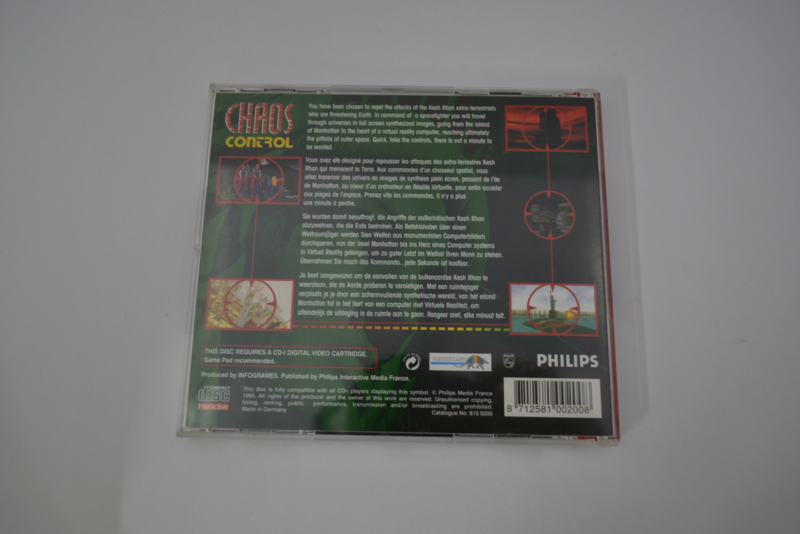 CHAOS
CONTROL
You have been chosen to repel the attacks of the Kesh Rhan extra-terrestrials
who are threatening Earth. In command of a spacefighter you will travel
through universes in full screen synthesized images, going from the island
of Manhattan to the heart of a virtual reality computer, reaching ultimately
the pitfalls of outer space. Quick, take the controls, there is not a minute to
be wasted.
Vous avez été désigné pour repousser les attaques des extra-terrestres Kesh
Rhan qui menacent la Terre. Aux commandes d'un chasseur spatial, vous
allez traverser des univers en images de synthèse plein écran, passant de l'île
de Manhattan, au coeur d'un ordinateur en Réalité Virtuelle, pour enfin accéder
aux pièges de l'espace. Prenez vite les commandes, il n'y a plus
une minute à perdre.
Sie wurden damit beauftragt, die Angriffe der außerirdischen Kesh Rhan
abzuwehren, die die Erde bedrohen. Als Befehlshaber über einen
Weltraumjäger werden Sien Welten aus monumentalen Computerbildern
durchqueren, von der Insel Manhattan bis ins Herz eines Computer systems
in Virtual Reality gelangen, um zu guter Letzt im Weltall Ihren Mann zu stehen.
Übernehmen Sie rasch das Kommando...jede Sekunde ist kostbar.
Je bent aangewezen om de aanvallen van de buitenaardse Kesh Rhan te
weerstaan, die de Aarde proberen te vernietigen. Met een ruimtejager
verplaats je je door een schermvullende synthetische wereld, van het eiland
Manhattan tot in het hart van een computer met Virtuele Realiteit, om
uiteindelijk de uitdaging in de ruimte aan te gaan. Reageer snel, elke minuut telt.
THIS DISC REQUIRES A CD-I DIGITAL VIDEO CARTRIDGE.
Game Pad recommended.
infogrames
PHILIPS
PHILIPS
Produced by INFOGRAMES. Published by Philips Interactive Media France.
COMPACT
disc
Interactive
This disc is fully compatible with all CD-i players displaying this symbol. © Philips Media France
1995. All rights of the producer and the owner of this work are reserved. Unauthorised copying,
hiring, renting, public performance, transmission and/or broadcasting are prohibited.
Made in Germany. Catalogue No: 810 0200
8 712581 002008